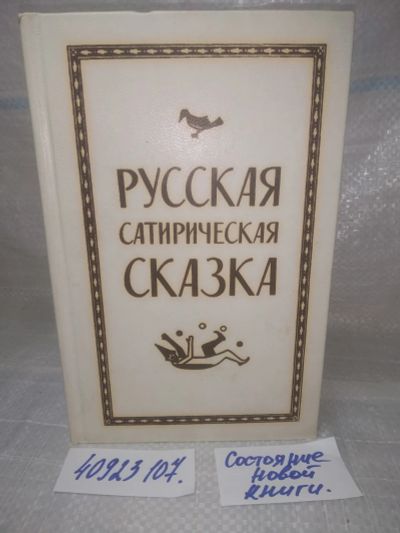 РУССКАЯ
САТИРИЧЕСКАЯ
СКАЗКА
40923107.
Состояние
новой
книги.